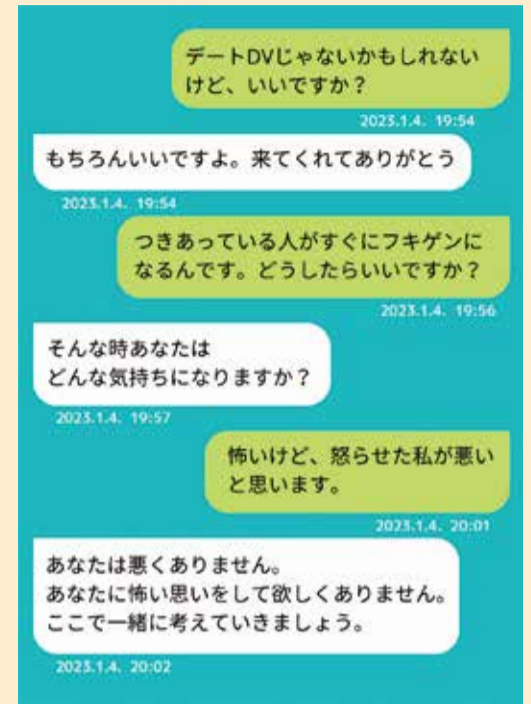 デートDVじゃないかもしれない
けど、いいですか？
2023.1.4. 19:54
もちろんいいですよ。来てくれてありがとう
2023.1.4. 19:54
つきあっている人がすぐにフキゲンに
なるんです。どうしたらいいですか？
2023.1.4. 19:56
そんな時あなたは
どんな気持ちになりますか？
2023.1.4. 19:57
怖いけど、怒らせた私が悪い
と思います。
2023.1.4. 20:01
あなたは悪くありません。
あなたに怖い思いをして欲しくありません。
ここで一緒に考えていきましょう。
2023.1.4. 20:02